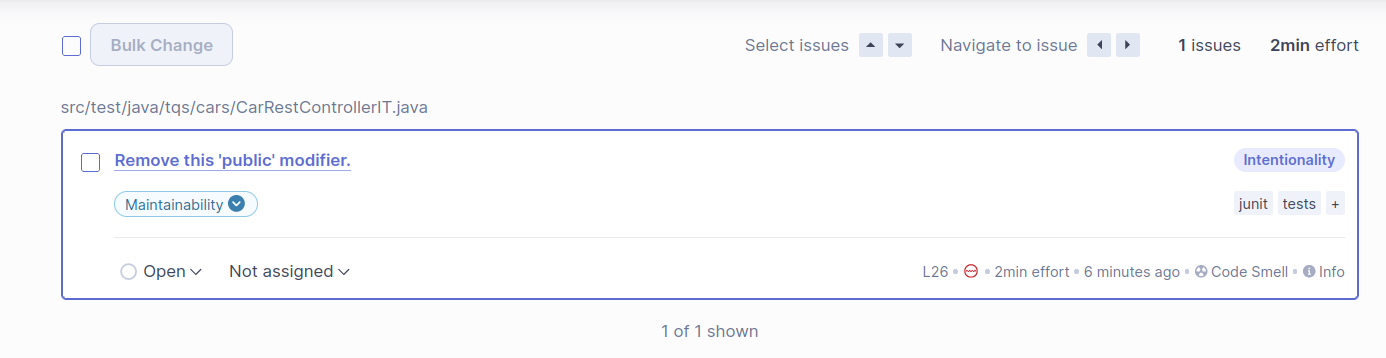 Bulk Change Select issues Navigate to issue 1 issues 2min effort
src/test/java/tqs/cars/CarRestControllerIT.java
Remove this 'public' modifier. Intentionality
Maintainability junit tests +
Open Not assigned L26 • • 2min effort • 6 minutes ago • Code Smell • Info
1 of 1 shown